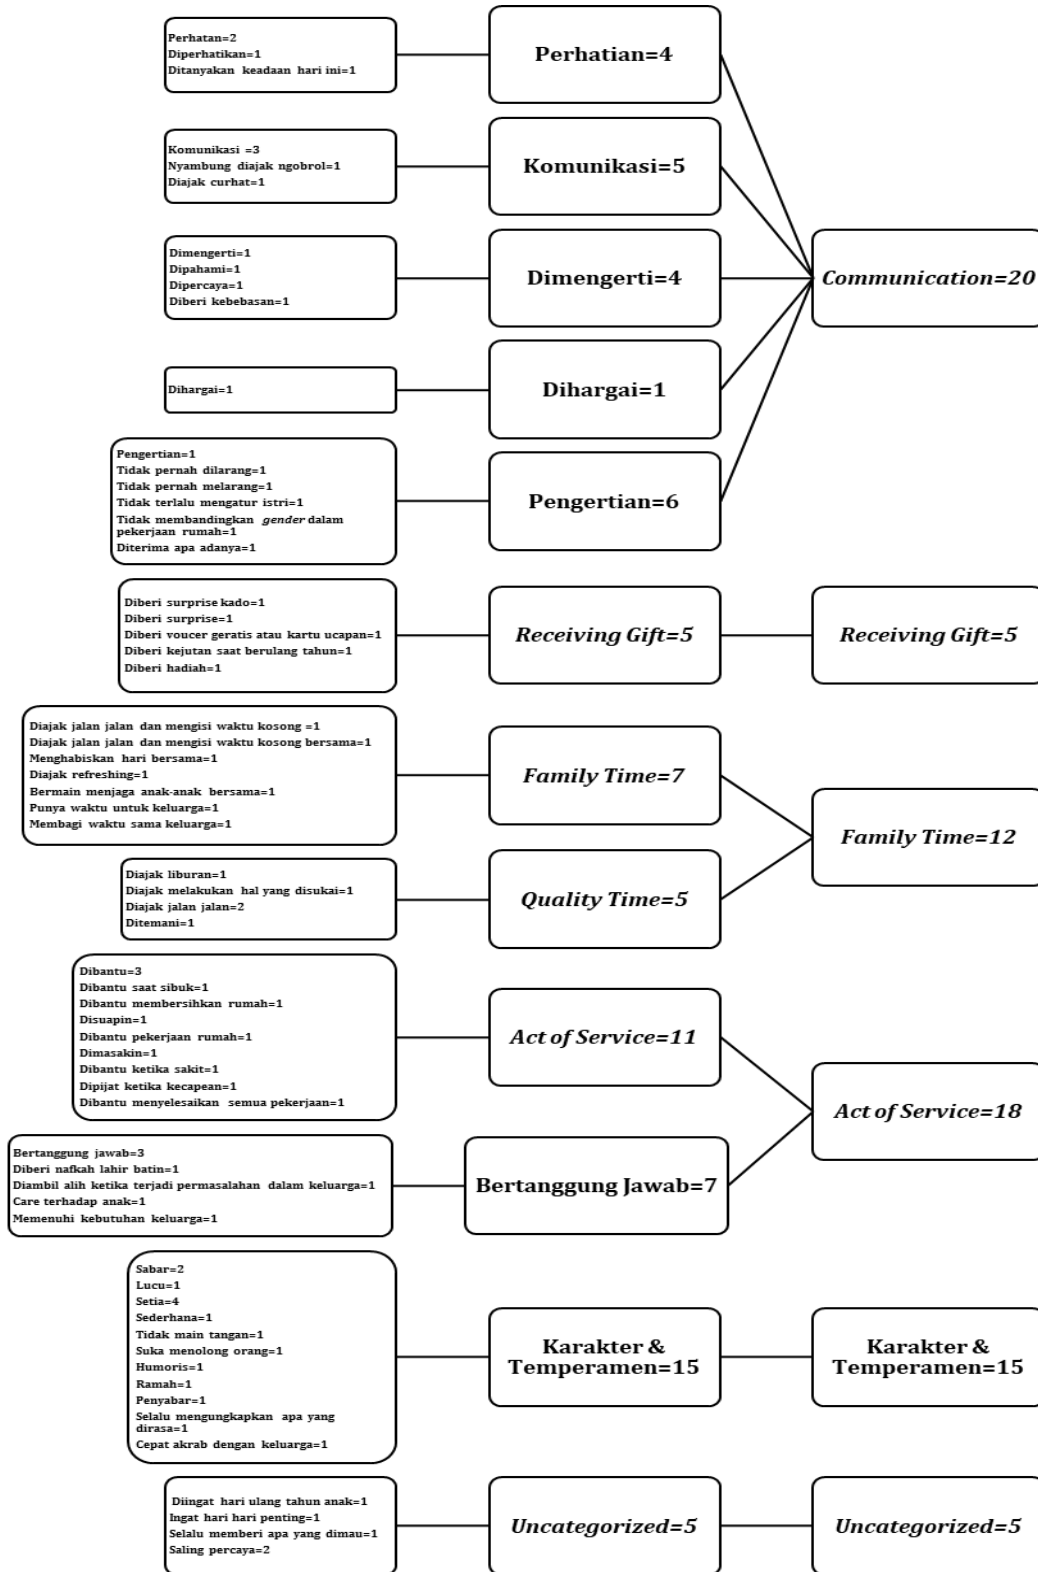 Perhatan=2
Diperhatikan=1
Ditanyakan keadaan hari ini=1
Perhatian=4
Komunikasi =3
Nyambung diajak ngobrol=1
Diajak curhat=1
Komunikasi=5
Dimengerti=1
Dipahami=1
Dipercaya=1
Diberi kebebasan=1
Dimengerti=4
Communication=20
Dihargai=1
Dihargai=1
Pengertian=1
Tidak pernah dilarang=1
Tidak pernah melarang=1
Tidak terlalu mengatur istri=1
Tidak membandingkan gender dalam
pekerjaan rumah=1
Diterima apa adanya=1
Pengertian=6
Diberi surprise kado=1
Diberi surprise=1
Diberi voucer geratis atau kartu ucapan=1
Diberi kejutan saat berulang tahun=1
Diberi hadiah=1
Receiving Gift=5
Receiving Gift=5
Diajak jalan jalan dan mengisi waktu kosong =1
Diajak jalan jalan dan mengisi waktu kosong bersama=1
Menghabiskan hari bersama=1
Diajak refreshing=1
Bermain menjaga anak-anak bersama=1
Punya waktu untuk keluarga=1
Membagi waktu sama keluarga=1
Family Time=7
Family Time=12
Diajak liburan=1
Diajak melakukan hal yang disukai=1
Diajak jalan jalan=2
Ditemani=1
Quality Time=5
Dibantu=3
Dibantu saat sibuk=1
Dibantu membersihkan rumah=1
Disuapin=1
Dibantu pekerjaan rumah=1
Dimasakin=1
Dibantu ketika sakit=1
Dipijat ketika kecapean=1
Dibantu menyelesaikan semua pekerjaan=1
Act of Service=11
Act of Service=18
Bertanggung jawab=3
Diberi nafkah lahir batin=1
Diambil alih ketika terjadi permasalahan dalam keluarga=1
Care terhadap anak=1
Memenuhi kebutuhan keluarga=1
Bertanggung Jawab=7
Sabar=2
Lucu=1
Setia=4
Sederhana=1
Tidak main tangan=1
Suka menolong orang=1
Humoris=1
Ramah=1
Penyabar=1
Selalu mengungkapkan apa yang
dirasa=1
Cepat akrab dengan keluarga=1
Karakter &
Temperamen=15
Karakter &
Temperamen=15
Diingat hari ulang tahun anak=1
Ingat hari hari penting=1
Selalu memberi apa yang dimau=1
Saling percaya=2
Uncategorized=5
Uncategorized=5